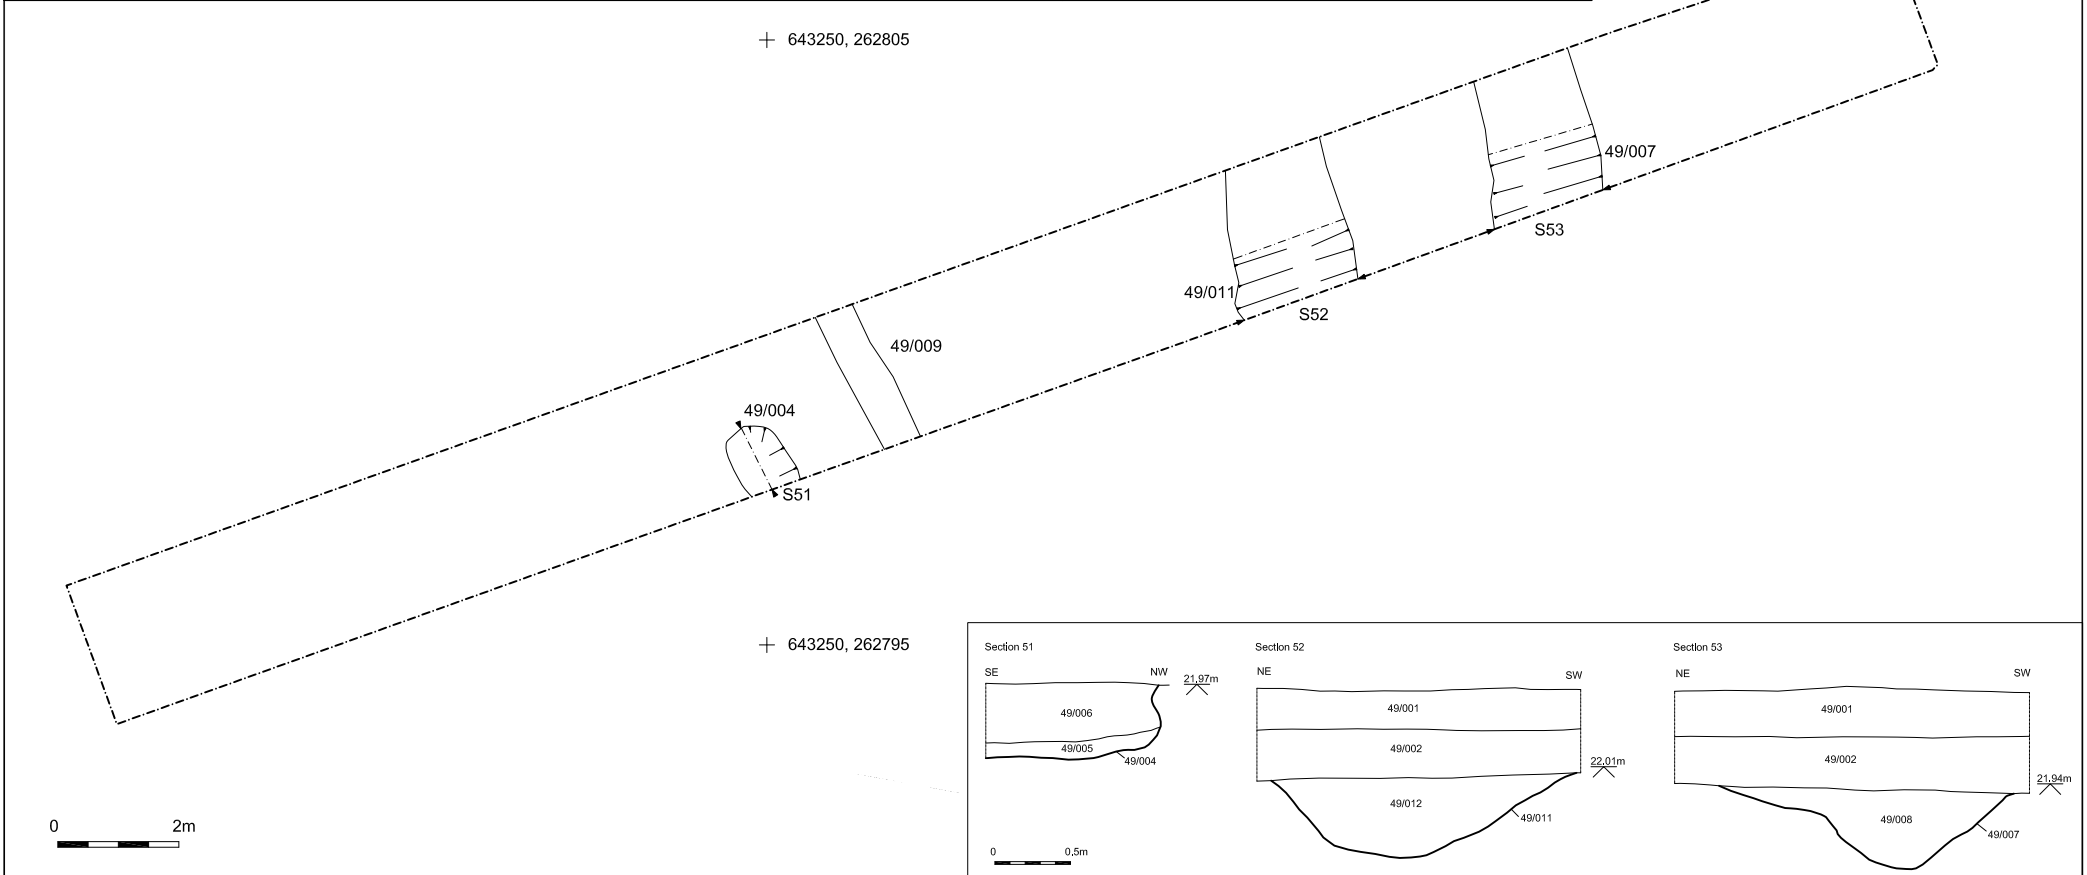 643250, 262805
49/007
S53
49/011
S52
49/009
49/004
S51
643250, 262795
0 2m
Section 51
SE NW 21.97m
49/006
49/005
49/004
0 0.5m
Section 52
NE SW
49/001
49/002
22.01m
49/012
49/011
Section 53
NE SW
49/001
49/002
21.94m
49/008
49/007